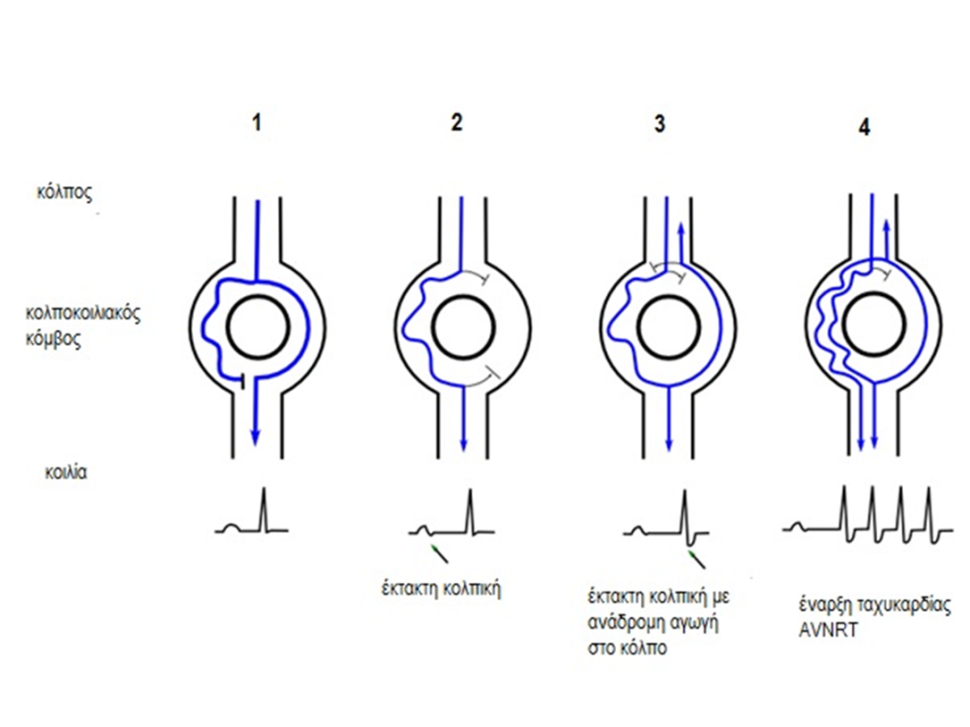 1
2
3
4
κόλπος
κολποκοιλιακός
κόμβος
κοιλία
έκτακτη κολπική
έκτακτη κολπική με
ανάδρομη αγωγή
στο κόλπο
έναρξη ταχυκαρδίας
AVNRT